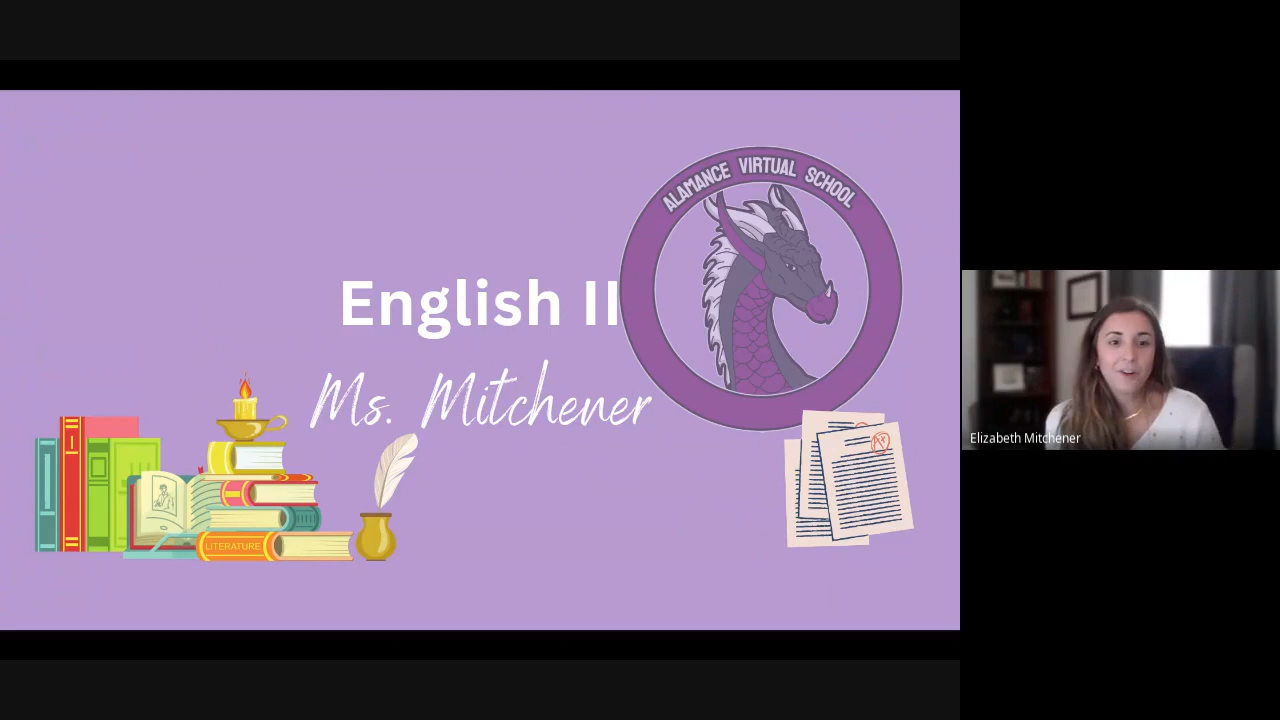 ALAMANCE VIRTUAL SCHOOL
English II
Ms. Mitchener
LITERATURE
A+
Elizabeth Mitchener